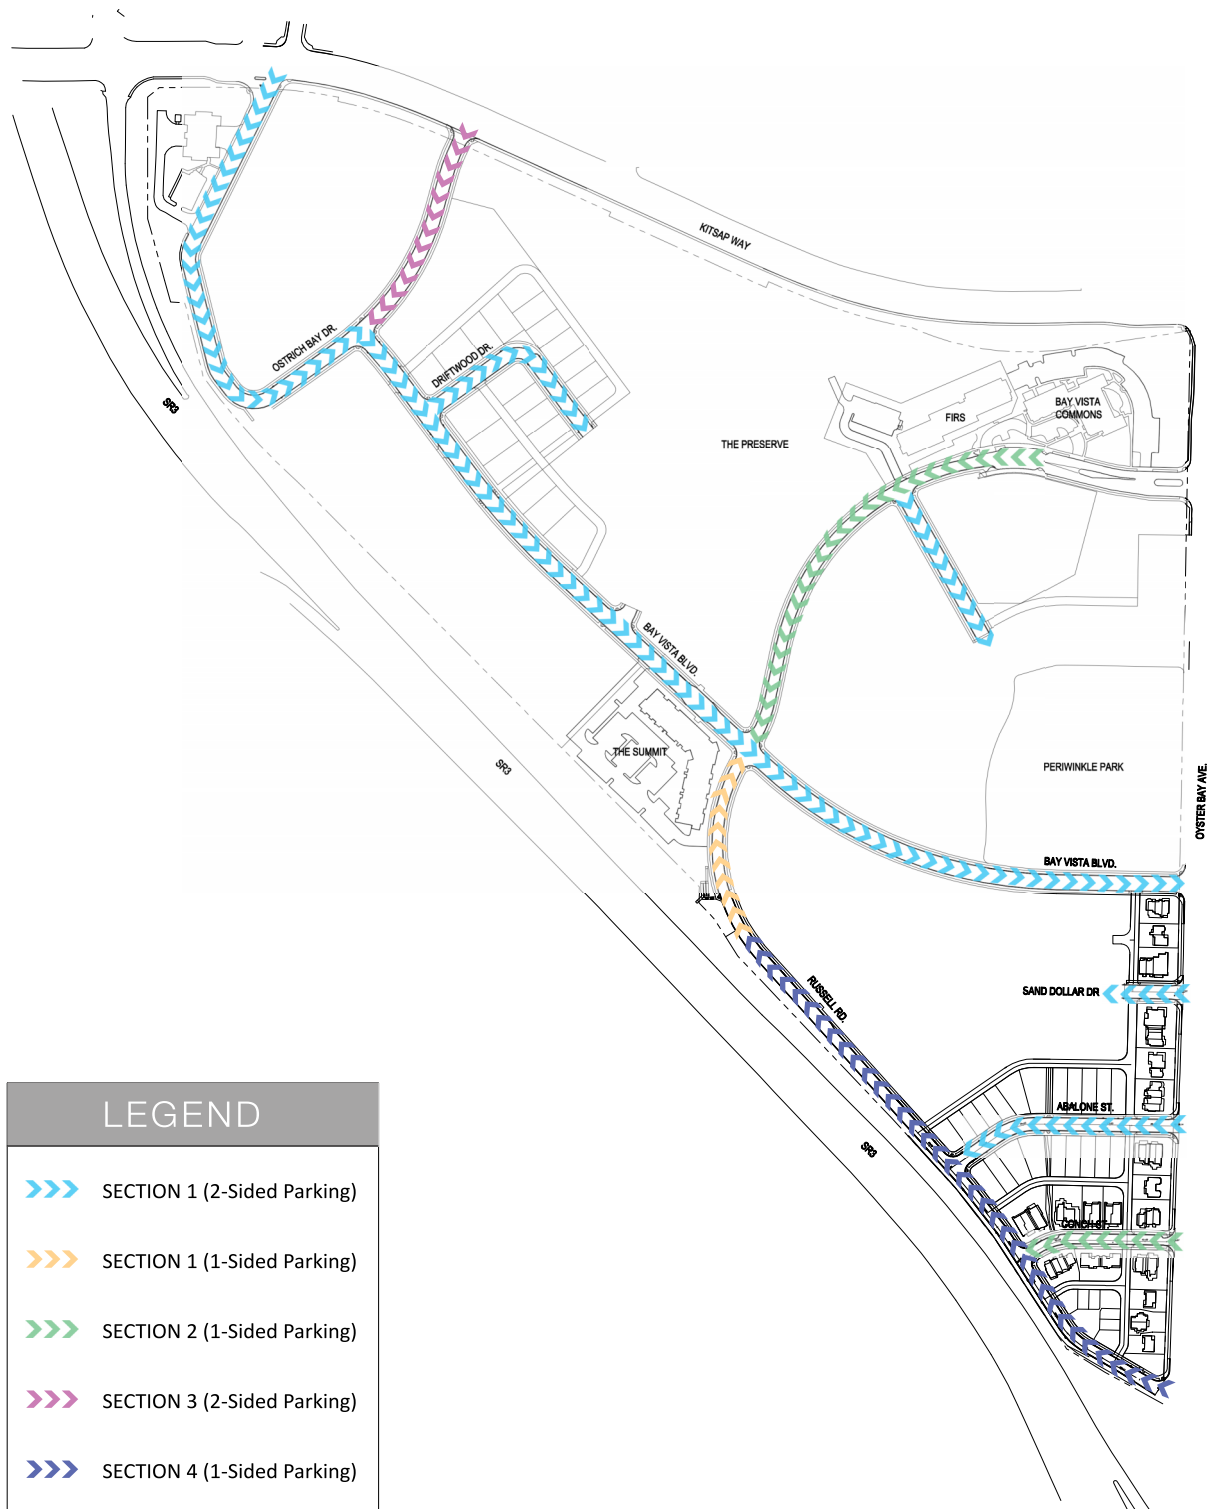 KITSAP WAY
OSTRICH BAY DR.
DRIFTWOOD DR.
SR3
FIRS
BAY VISTA
COMMONS
THE PRESERVE
BAY VISTA BLVD.
THE SUMMIT
SR3
PERIWINKLE PARK
OYSTER BAY AVE.
BAY VISTA BLVD.
SAND DOLLAR DR
RUSSELL RD.
ABALONE ST.
SR3
CONCH ST.
LEGEND
SECTION 1 (2-Sided Parking)
SECTION 1 (1-Sided Parking)
SECTION 2 (1-Sided Parking)
SECTION 3 (2-Sided Parking)
SECTION 4 (1-Sided Parking)